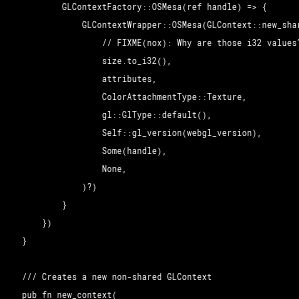 GLContextFactory::OSMesa(ref handle) => {
GLContextWrapper::OSMesa(GLContext::new_shar
// FIXME(nox): Why are those i32 values?
size.to_i32(),
attributes,
ColorAttachmentType::Texture,
gl::GlType::default(),
Self::gl_version(webgl_version),
Some(handle),
None,
)?)
}
})
}
/// Creates a new non-shared GLContext
pub fn new_context(